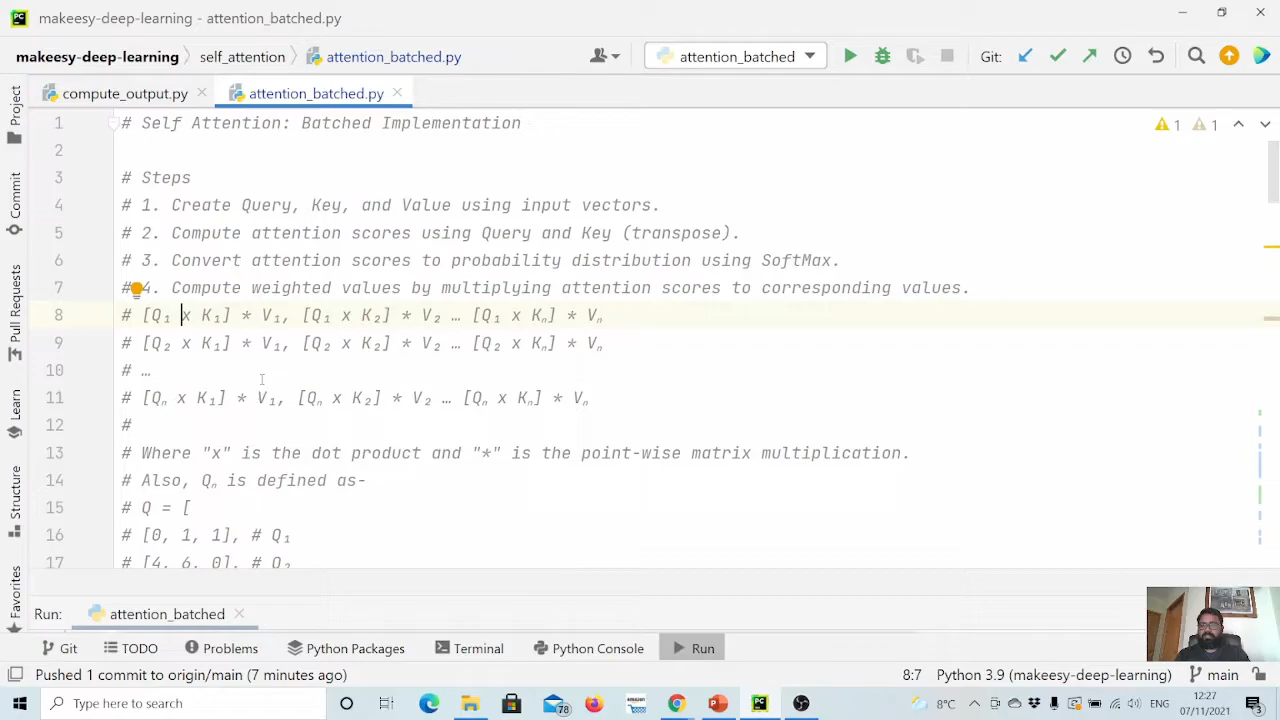 PC makeesy-deep-learning - attention_batched.py
makeesy-deep-learning self_attention attention_batched.py attention_batched Git:
compute_output.py attention_batched.py
1 # Self Attention: Batched Implementation 1 1
2
3 # Steps
4 # 1. Create Query, Key, and Value using input vectors.
5 # 2. Compute attention scores using Query and Key (transpose).
6 # 3. Convert attention scores to probability distribution using SoftMax.
7 # 4. Compute weighted values by multiplying attention scores to corresponding values.
8 # [Q₁ x K₁] * V₁, [Q₁ x K₂] * V₂ … [Q₁ x Kₙ] * Vₙ
9 # [Q₂ x K₁] * V₁, [Q₂ x K₂] * V₂ … [Q₂ x Kₙ] * Vₙ
10 # …
11 # [Qₙ x K₁] * V₁, [Qₙ x K₂] * V₂ … [Qₙ x Kₙ] * Vₙ
12 #
13 # Where "x" is the dot product and "*" is the point-wise matrix multiplication.
14 # Also, Qₙ is defined as-
15 # Q = [
16 # [0, 1, 1], # Q₁
17 # [4, 6, 0], # Q₂
Project
Commit
Pull Requests
Learn
Structure
Favorites
Run: attention_batched
Git TODO Problems Python Packages Terminal Python Console Run
Pushed 1 commit to origin/main (7 minutes ago) 8:7 Python 3.9 (makeesy-deep-learning) main
Type here to search 78 8°C 12:27
07/11/2021 3